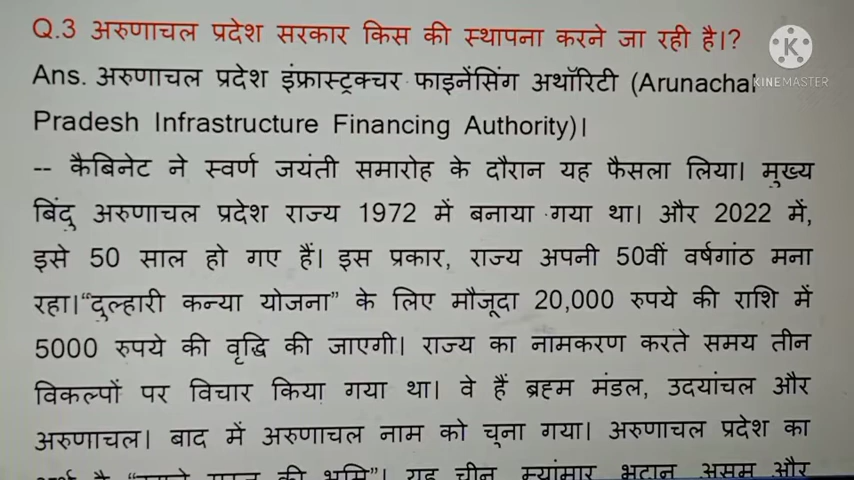 Q.3 अरुणाचल प्रदेश सरकार किस की स्थापना करने जा रही है।?
KINEMASTER
Ans. अरुणाचल प्रदेश इंफ्रास्ट्रक्चर फाइनेंसिंग अथॉरिटी (Arunachal
Pradesh Infrastructure Financing Authority)।
-- कैबिनेट ने स्वर्ण जयंती समारोह के दौरान यह फैसला लिया। मुख्य
बिंदु अरुणाचल प्रदेश राज्य 1972 में बनाया गया था। और 2022 में,
इसे 50 साल हो गए हैं। इस प्रकार, राज्य अपनी 50वीं वर्षगांठ मना
रहा।“दुल्हारी कन्या योजना” के लिए मौजूदा 20,000 रुपये की राशि में
5000 रुपये की वृद्धि की जाएगी। राज्य का नामकरण करते समय तीन
विकल्पों पर विचार किया गया था। वे हैं ब्रह्म मंडल, उदयांचल और
अरुणाचल। बाद में अरुणाचल नाम को चूना गया। अरुणाचल प्रदेश का
की भूमि”। यह चीन म्यांमार भूटान असम और